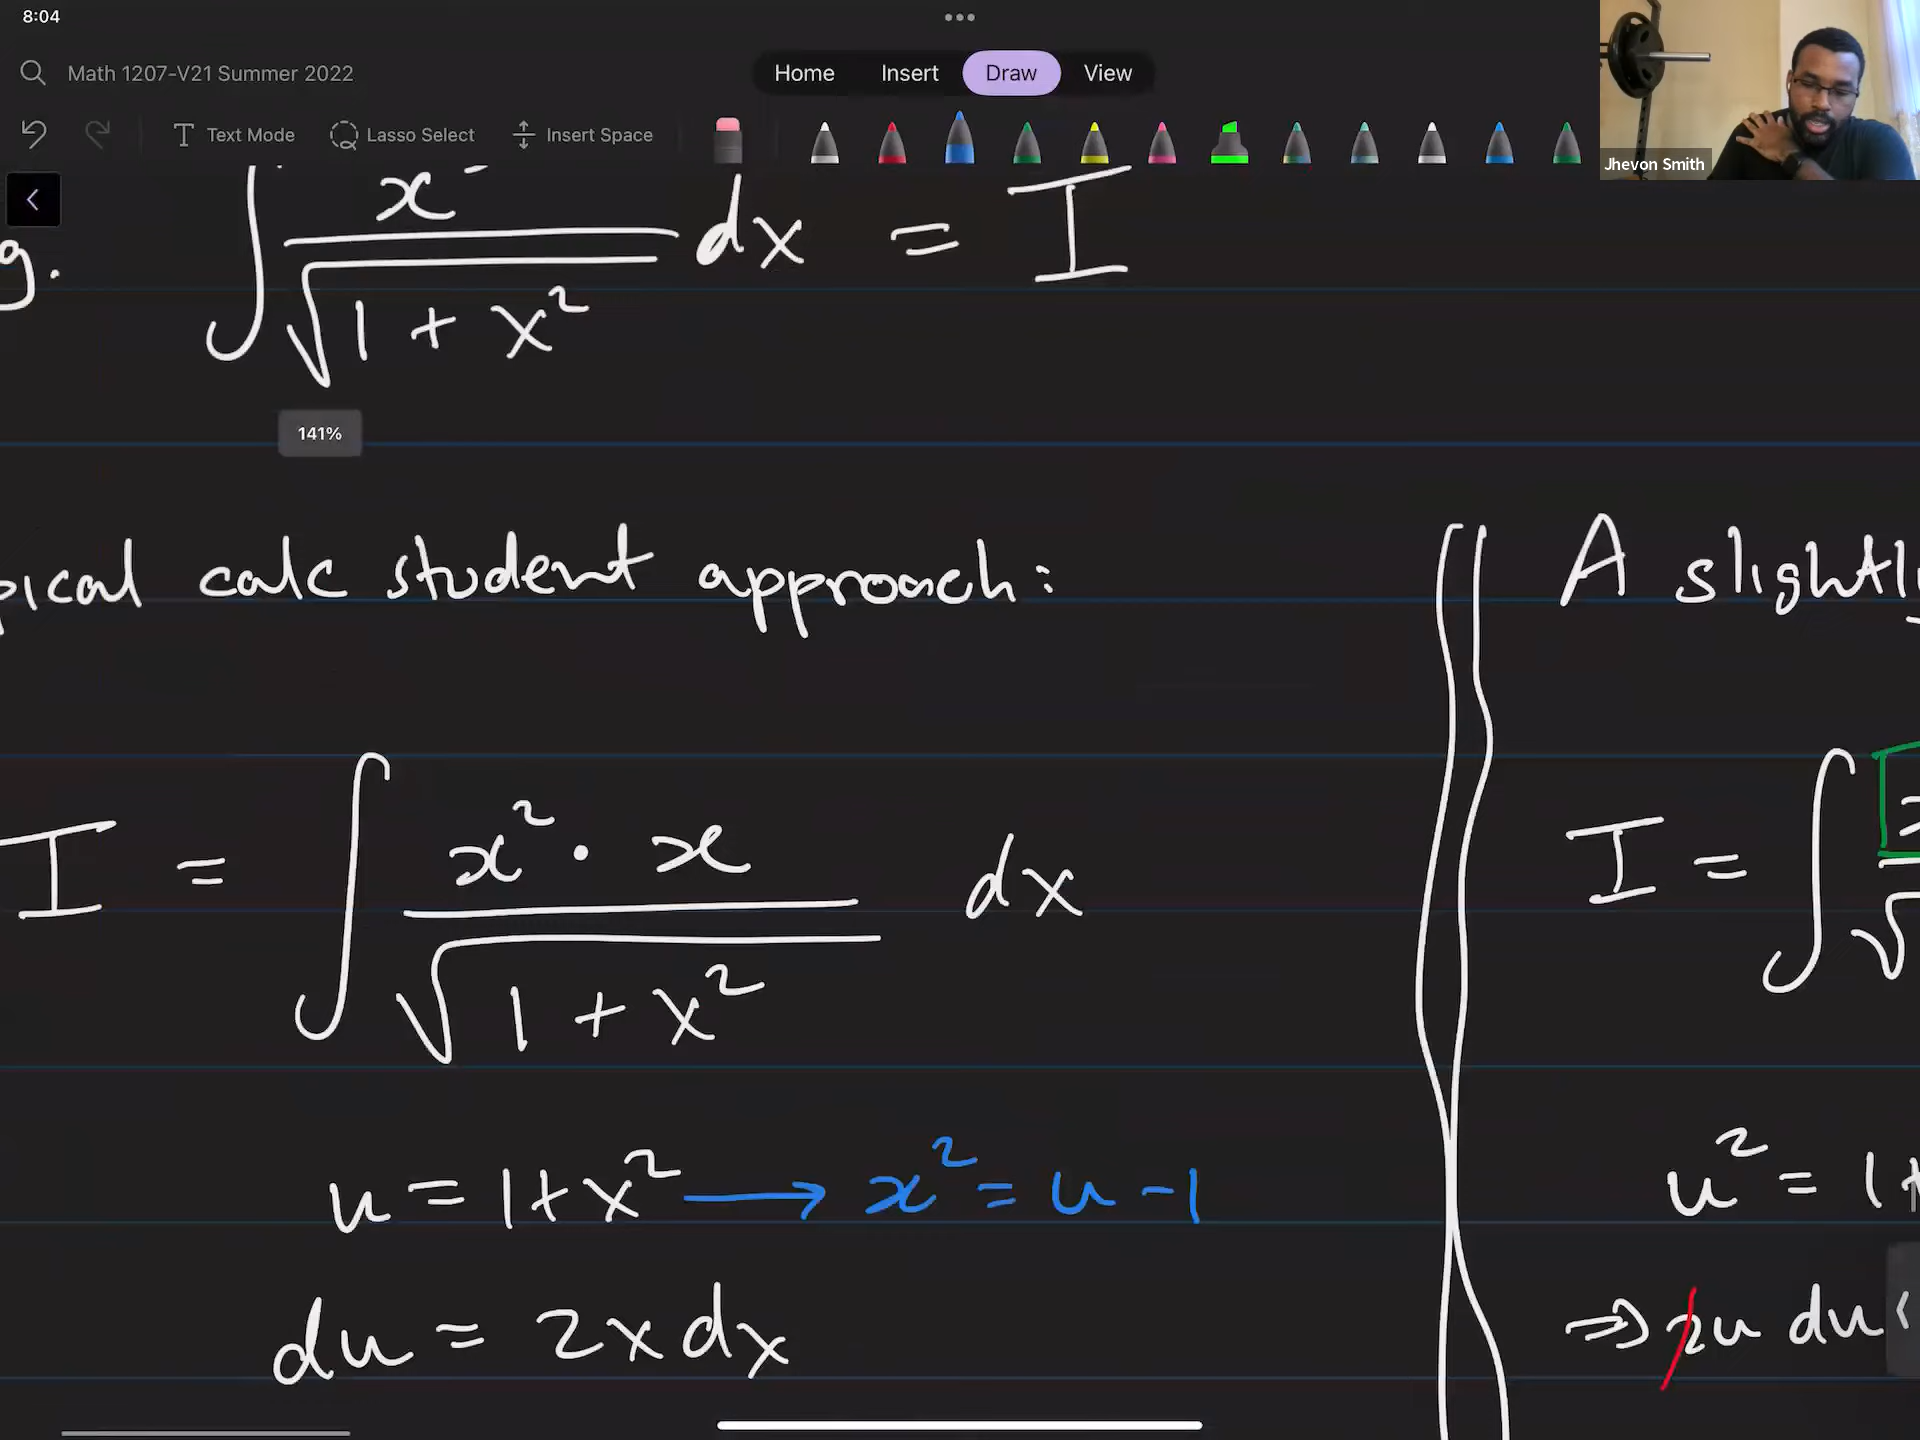 8:04
Math 1207-V21 Summer 2022
Home Insert Draw View
Text Mode Lasso Select Insert Space
Jhevon Smith
g. ∫ x / √(1 + x²) dx = I
141%
pical calc student approach: A slightly
I = ∫ x² · x / √(1 + x²) dx I = ∫ √
u = 1 + x² → x² = u - 1 u² = 1 +
du = 2x dx ⇒ 2u du